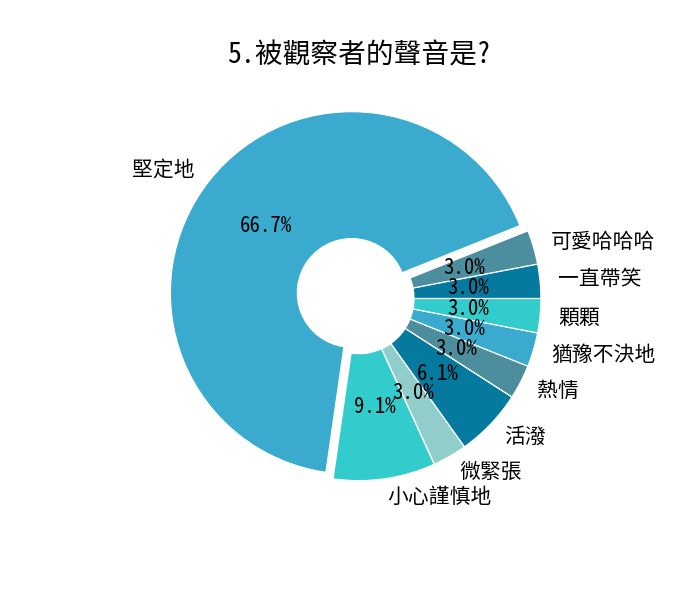 5.被觀察者的聲音是?
堅定地
66.7%
可愛哈哈哈
3.0%
一直帶笑
3.0%
顆顆
3.0%
猶豫不決地
3.0%
熱情
3.0%
活潑
6.1%
微緊張
3.0%
小心謹慎地
9.1%